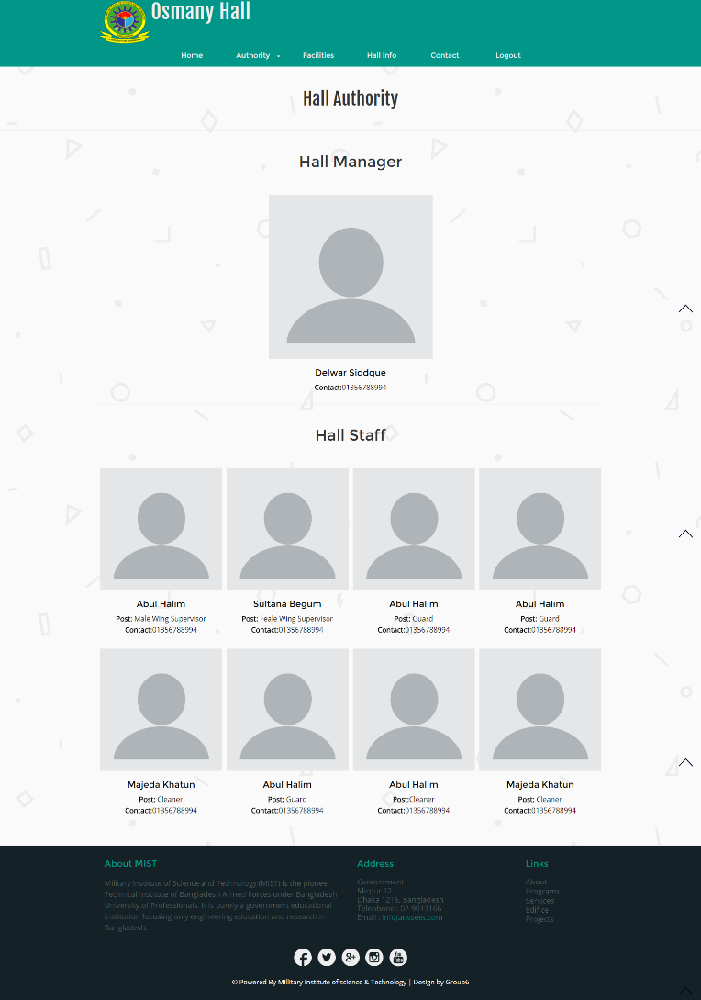 Osmany Hall
Home Authority Facilities Hall Info Contact Logout
Hall Authority
Hall Manager
Delwar Siddque
Contact:01356788994
Hall Staff
Abul Halim Sultana Begum Abul Halim Abul Halim
Post: Male Wing Supervisor Post: Feale Wing Supervisor Post: Guard Post: Guard
Contact:01356788994 Contact:01356788994 Contact:01356788994 Contact:01356788994
Majeda Khatun Abul Halim Abul Halim Majeda Khatun
Post: Cleaner Post: Guard Post:Cleaner Post: Cleaner
Contact:01356788994 Contact:01356788994 Contact:01356788994 Contact:01356788994
About MIST
Military Institute of Science and Technology (MIST) is the pioneer
Technical Institute of Bangladesh Armed Forces under Bangladesh
University of Professionals. It is purely a government educational
institution focusing only engineering education and research in
Bangladesh.
Address
Cantontment
Mirpur 12
Dhaka 1216, Bangladesh
Telephone : 02-9013166
Email : info(at)sseet.com
Links
About
Programs
Services
Edifice
Projects
You
Tube
© Powered By Military Institute of science & Technology | Design by Group6